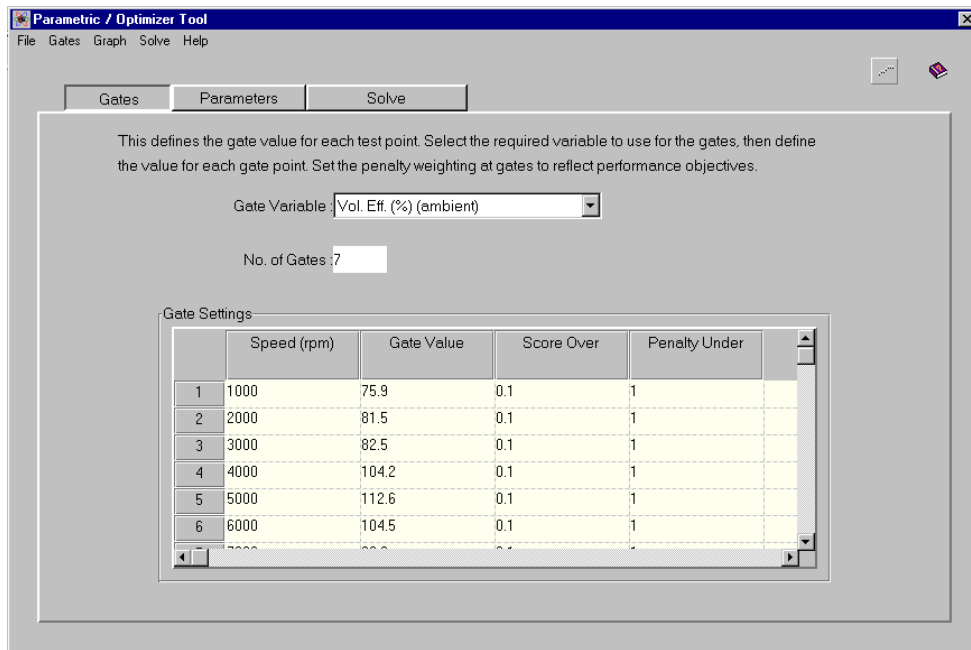 Parametric / Optimizer Tool
File Gates Graph Solve Help
Gates Parameters Solve
This defines the gate value for each test point. Select the required variable to use for the gates, then define
the value for each gate point. Set the penalty weighting at gates to reflect performance objectives.
Gate Variable : Vol. Eff. (%) (ambient)
No. of Gates : 7
Gate Settings
Speed (rpm) Gate Value Score Over Penalty Under
1 1000 75.9 0.1 1
2 2000 81.5 0.1 1
3 3000 82.5 0.1 1
4 4000 104.2 0.1 1
5 5000 112.6 0.1 1
6 6000 104.5 0.1 1